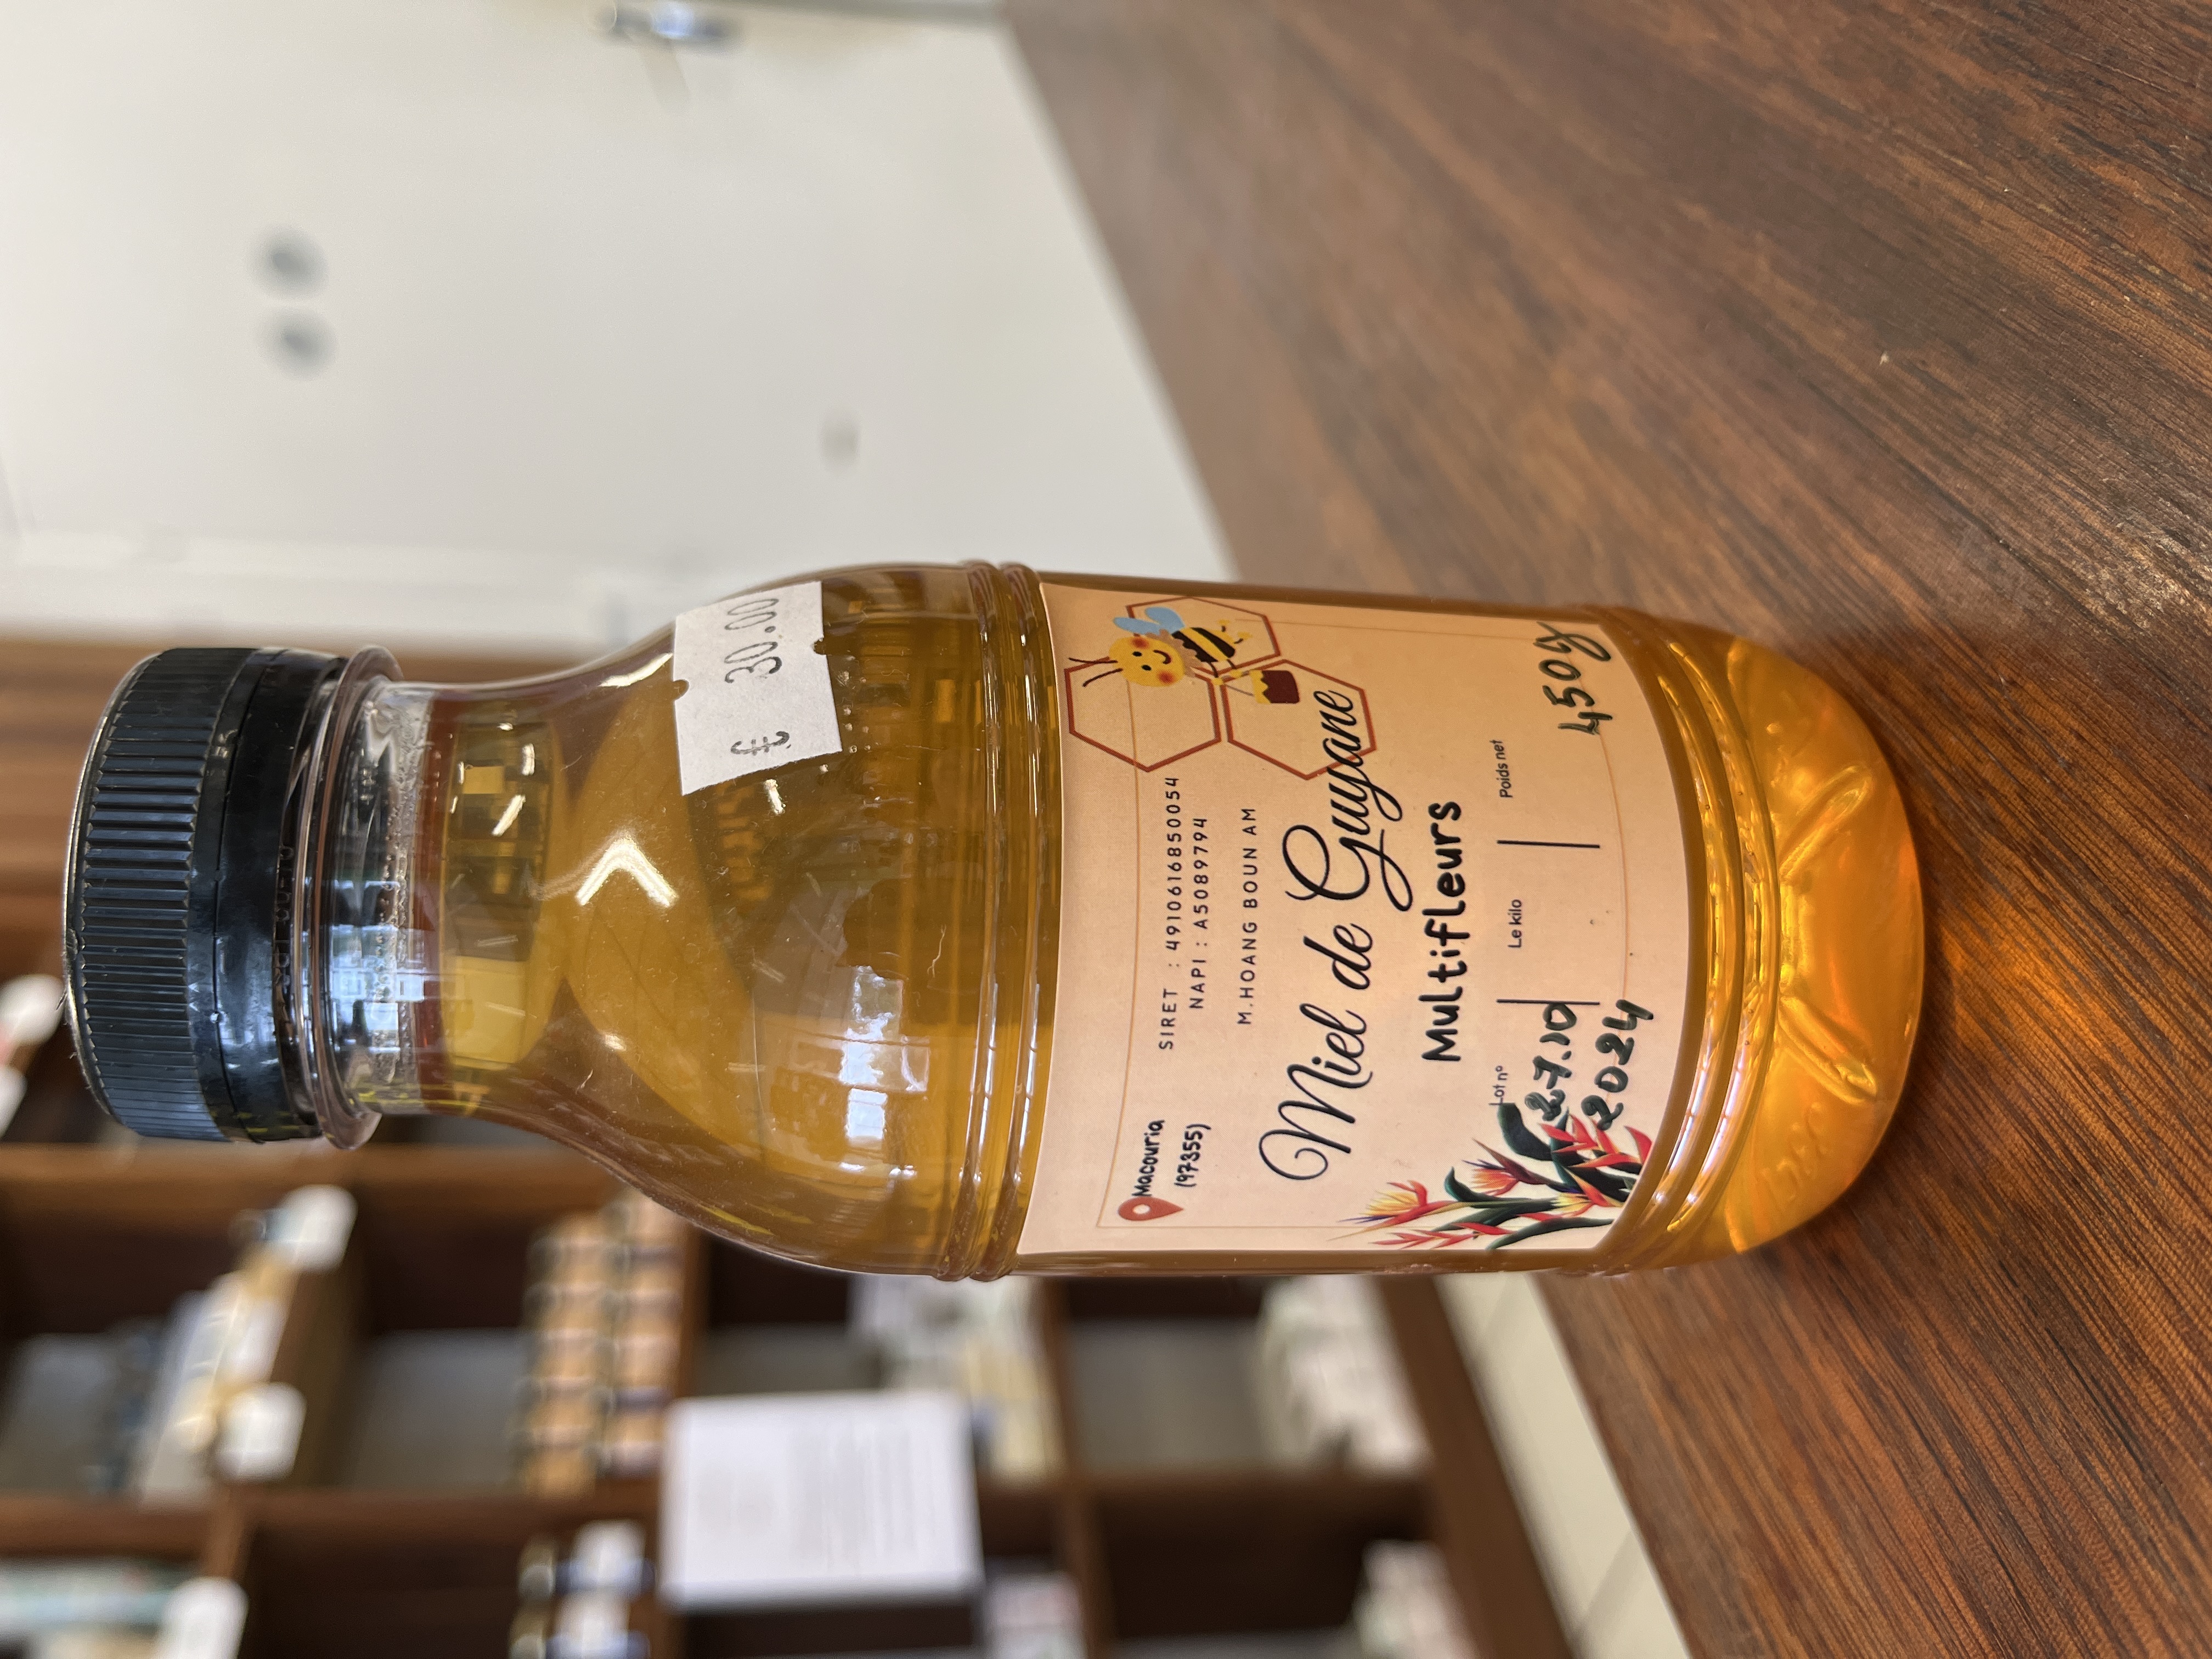 € 30.00
Macouria
(97355)
SIRET : 49106168500054
NAPI : A5089794
M.HOANG BOUN AM
Miel de Guyane
Multifleurs
Lot n°
27.10
2024
Le kilo
Poids net
450g